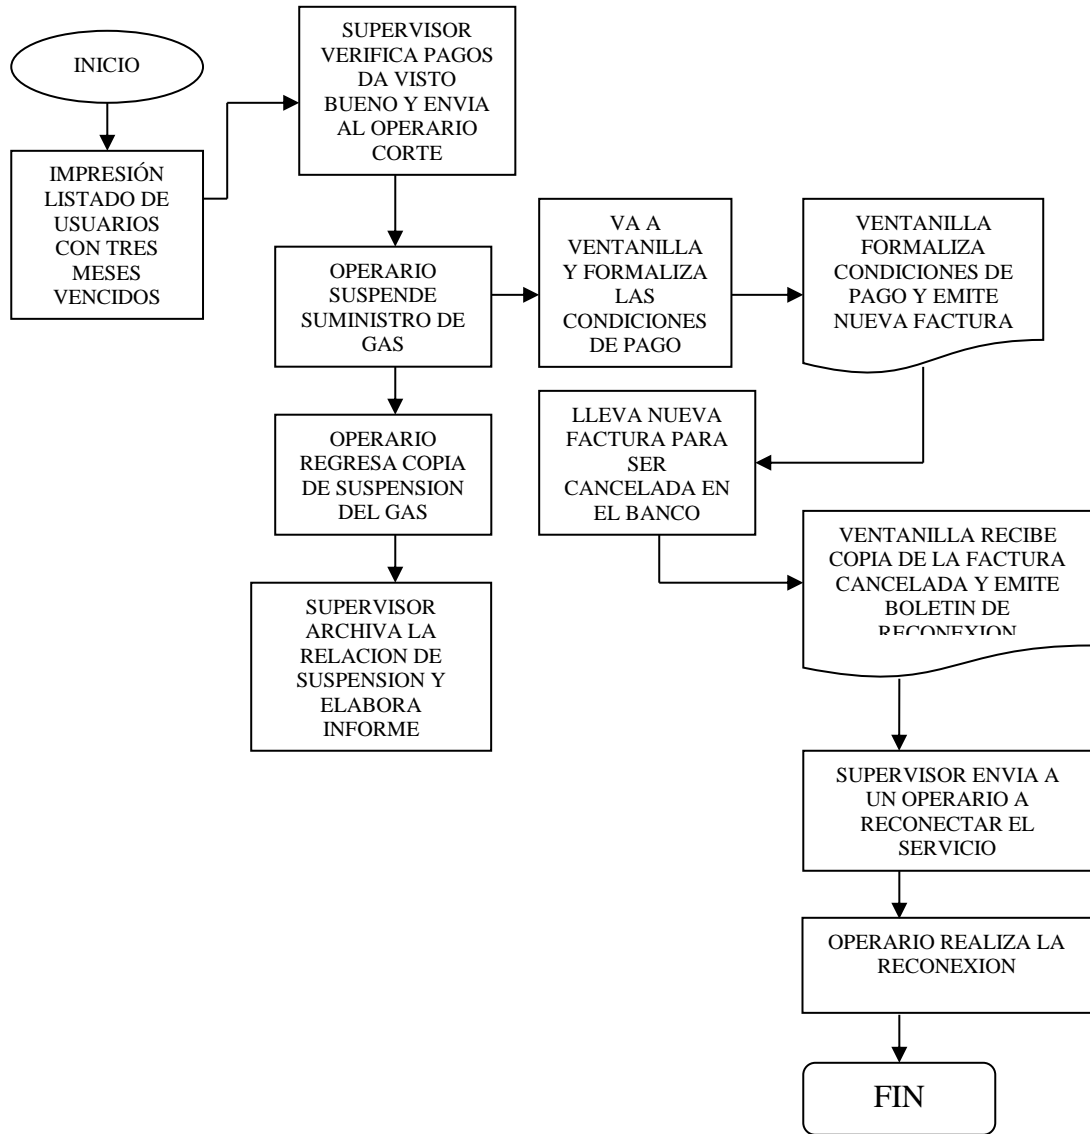 INICIO
IMPRESIÓN
LISTADO DE
USUARIOS
CON TRES
MESES
VENCIDOS
SUPERVISOR
VERIFICA PAGOS
DA VISTO
BUENO Y ENVIA
AL OPERARIO
CORTE
OPERARIO
SUSPENDE
SUMINISTRO DE
GAS
OPERARIO
REGRESA COPIA
DE SUSPENSION
DEL GAS
SUPERVISOR
ARCHIVA LA
RELACION DE
SUSPENSION Y
ELABORA
INFORME
VA A
VENTANILLA
Y FORMALIZA
LAS
CONDICIONES
DE PAGO
VENTANILLA
FORMALIZA
CONDICIONES DE
PAGO Y EMITE
NUEVA FACTURA
LLEVA NUEVA
FACTURA PARA
SER
CANCELADA EN
EL BANCO
VENTANILLA RECIBE
COPIA DE LA FACTURA
CANCELADA Y EMITE
BOLETIN DE
RECONEXION
SUPERVISOR ENVIA A
UN OPERARIO A
RECONECTAR EL
SERVICIO
OPERARIO REALIZA LA
RECONEXION
FIN